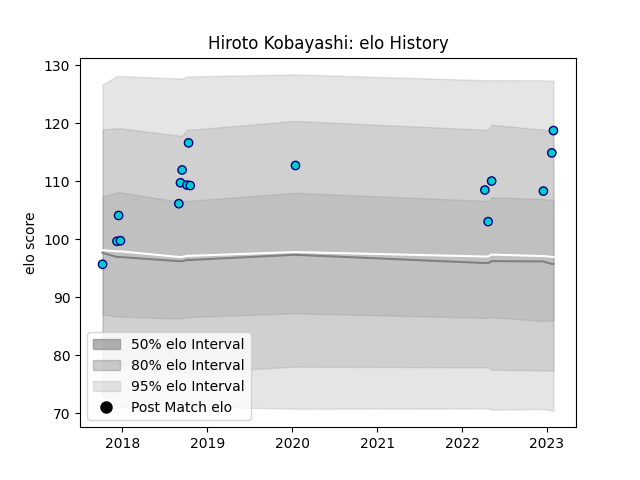 Hiroto Kobayashi: elo History
130
120
110
100
90
80
70
elo score
50% elo Interval
80% elo Interval
95% elo Interval
Post Match elo
2018 2019 2020 2021 2022 2023